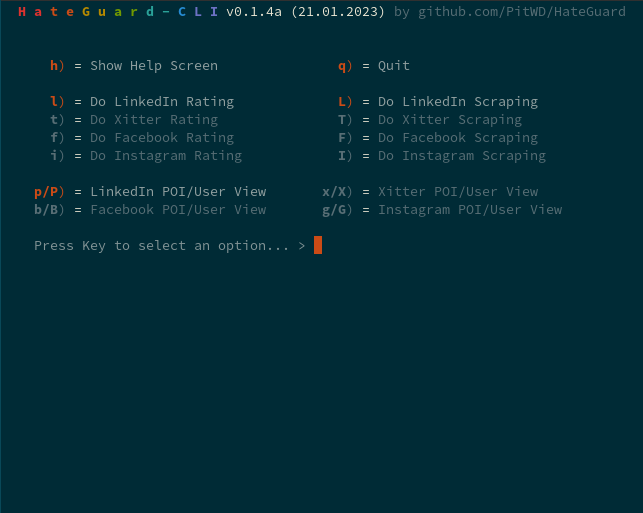 HateGuard-CLI v0.1.4a (21.01.2023) by github.com/PitWD/HateGuard
h) = Show Help Screen q) = Quit
l) = Do LinkedIn Rating L) = Do LinkedIn Scraping
t) = Do Xitter Rating T) = Do Xitter Scraping
f) = Do Facebook Rating F) = Do Facebook Scraping
i) = Do Instagram Rating I) = Do Instagram Scraping
p/P) = LinkedIn POI/User View x/X) = Xitter POI/User View
b/B) = Facebook POI/User View g/G) = Instagram POI/User View
Press Key to select an option... >